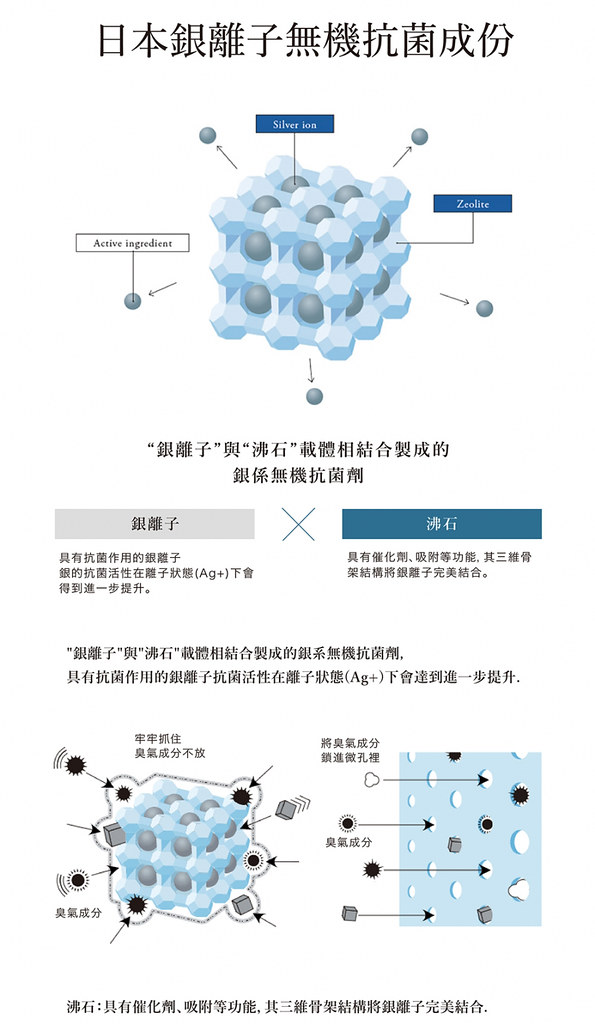 日本銀離子無機抗菌成份
Silver ion
Zeolite
Active ingredient
“銀離子”與“沸石”載體相結合製成的
銀係無機抗菌劑
銀離子
沸石
具有抗菌作用的銀離子
銀的抗菌活性在離子狀態(Ag+)下會
得到進一步提升。
具有催化劑、吸附等功能, 其三維骨
架結構將銀離子完美結合。
"銀離子"與"沸石"載體相結合製成的銀系無機抗菌劑,
具有抗菌作用的銀離子抗菌活性在離子狀態(Ag+)下會達到進一步提升.
牢牢抓住
臭氣成分不放
臭氣成分
將臭氣成分
鎖進微孔裡
臭氣成分
沸石：具有催化劑、吸附等功能, 其三維骨架結構將銀離子完美結合.